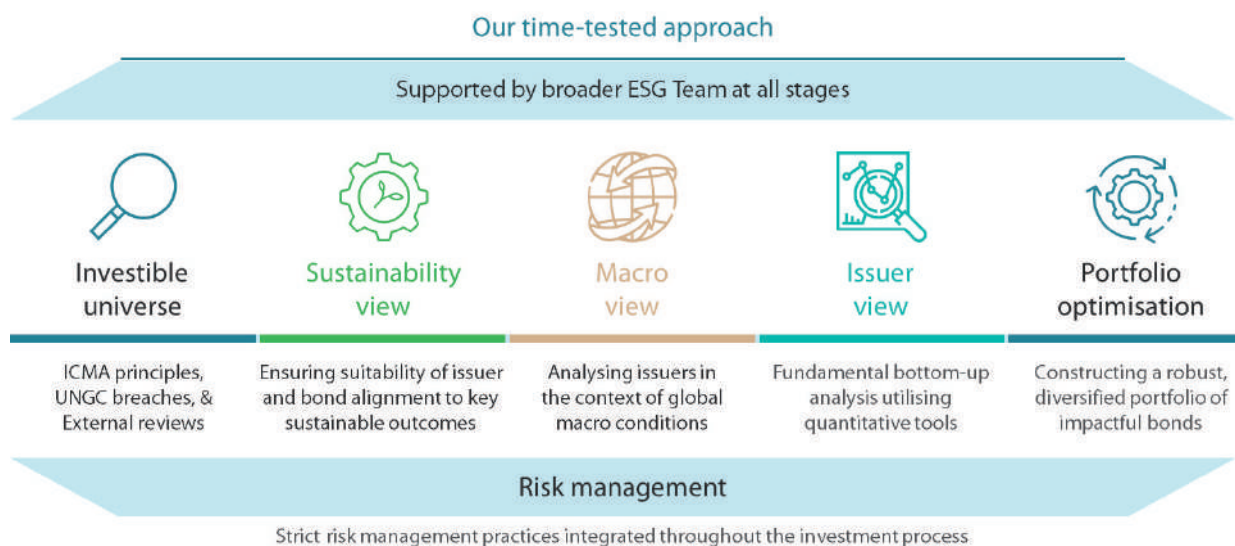 Our time-tested approach
Supported by broader ESG Team at all stages
Investible
universe
ICMA principles,
UNGC breaches, &
External reviews
Sustainability
view
Ensuring suitability of issuer
and bond alignment to key
sustainable outcomes
Macro
view
Analysing issuers in
the context of global
macro conditions
Issuer
view
Fundamental bottom-up
analysis utilising
quantitative tools
Portfolio
optimisation
Constructing a robust,
diversified portfolio of
impactful bonds
Risk management
Strict risk management practices integrated throughout the investment process